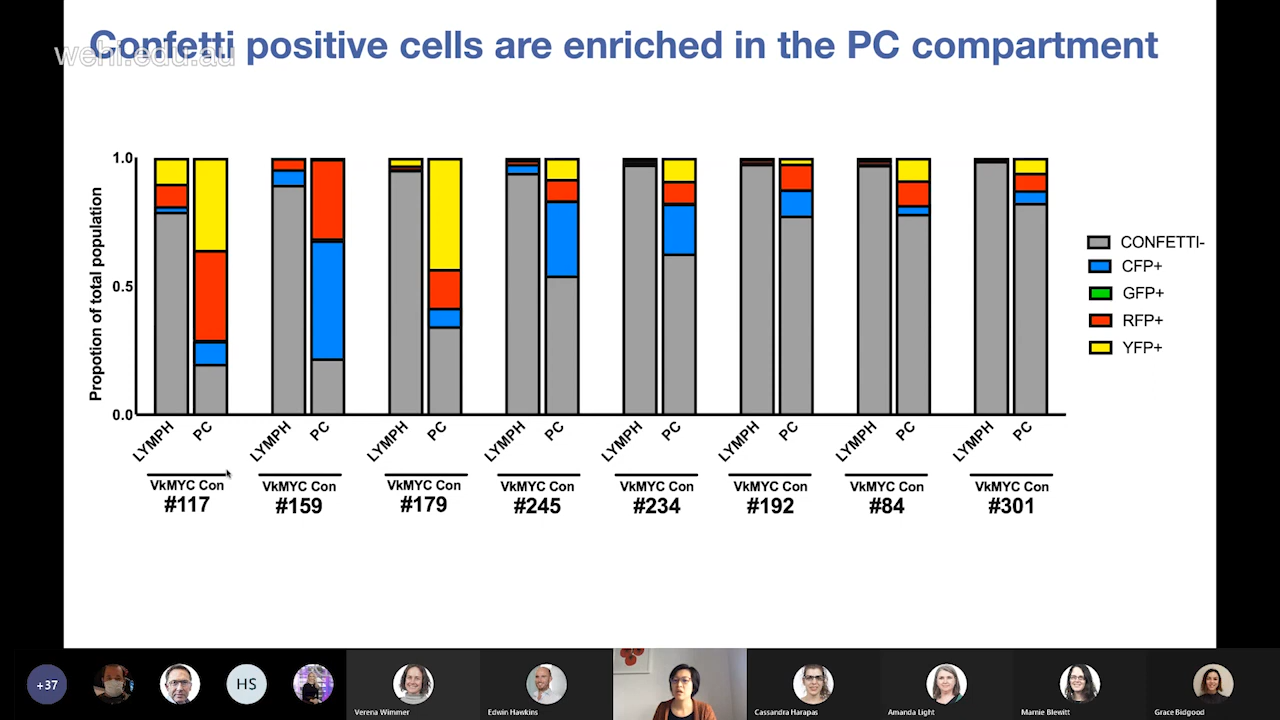 Confetti positive cells are enriched in the PC compartment
wehi.edu.au
Propotion of total population
1.0
0.5
0.0
LYMPH PC LYMPH PC LYMPH PC LYMPH PC LYMPH PC LYMPH PC LYMPH PC LYMPH PC
VkMYC Con VkMYC Con VkMYC Con VkMYC Con VkMYC Con VkMYC Con VkMYC Con VkMYC Con
#117 #159 #179 #245 #234 #192 #84 #301
CONFETTI-
CFP+
GFP+
RFP+
YFP+
+37
HS
Verena Wimmer
Edwin Hawkins
Cassandra Harapas
Amanda Light
Marnie Blewitt
Grace Bidgood